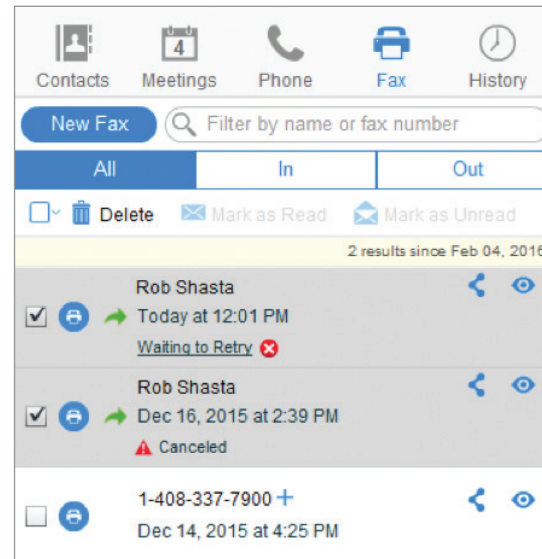 4
Contacts Meetings Phone Fax History
New Fax Filter by name or fax number
All In Out
Delete Mark as Read Mark as Unread
2 results since Feb 04, 2016
Rob Shasta
Today at 12:01 PM
Waiting to Retry
Rob Shasta
Dec 16, 2015 at 2:39 PM
Canceled
1-408-337-7900 +
Dec 14, 2015 at 4:25 PM